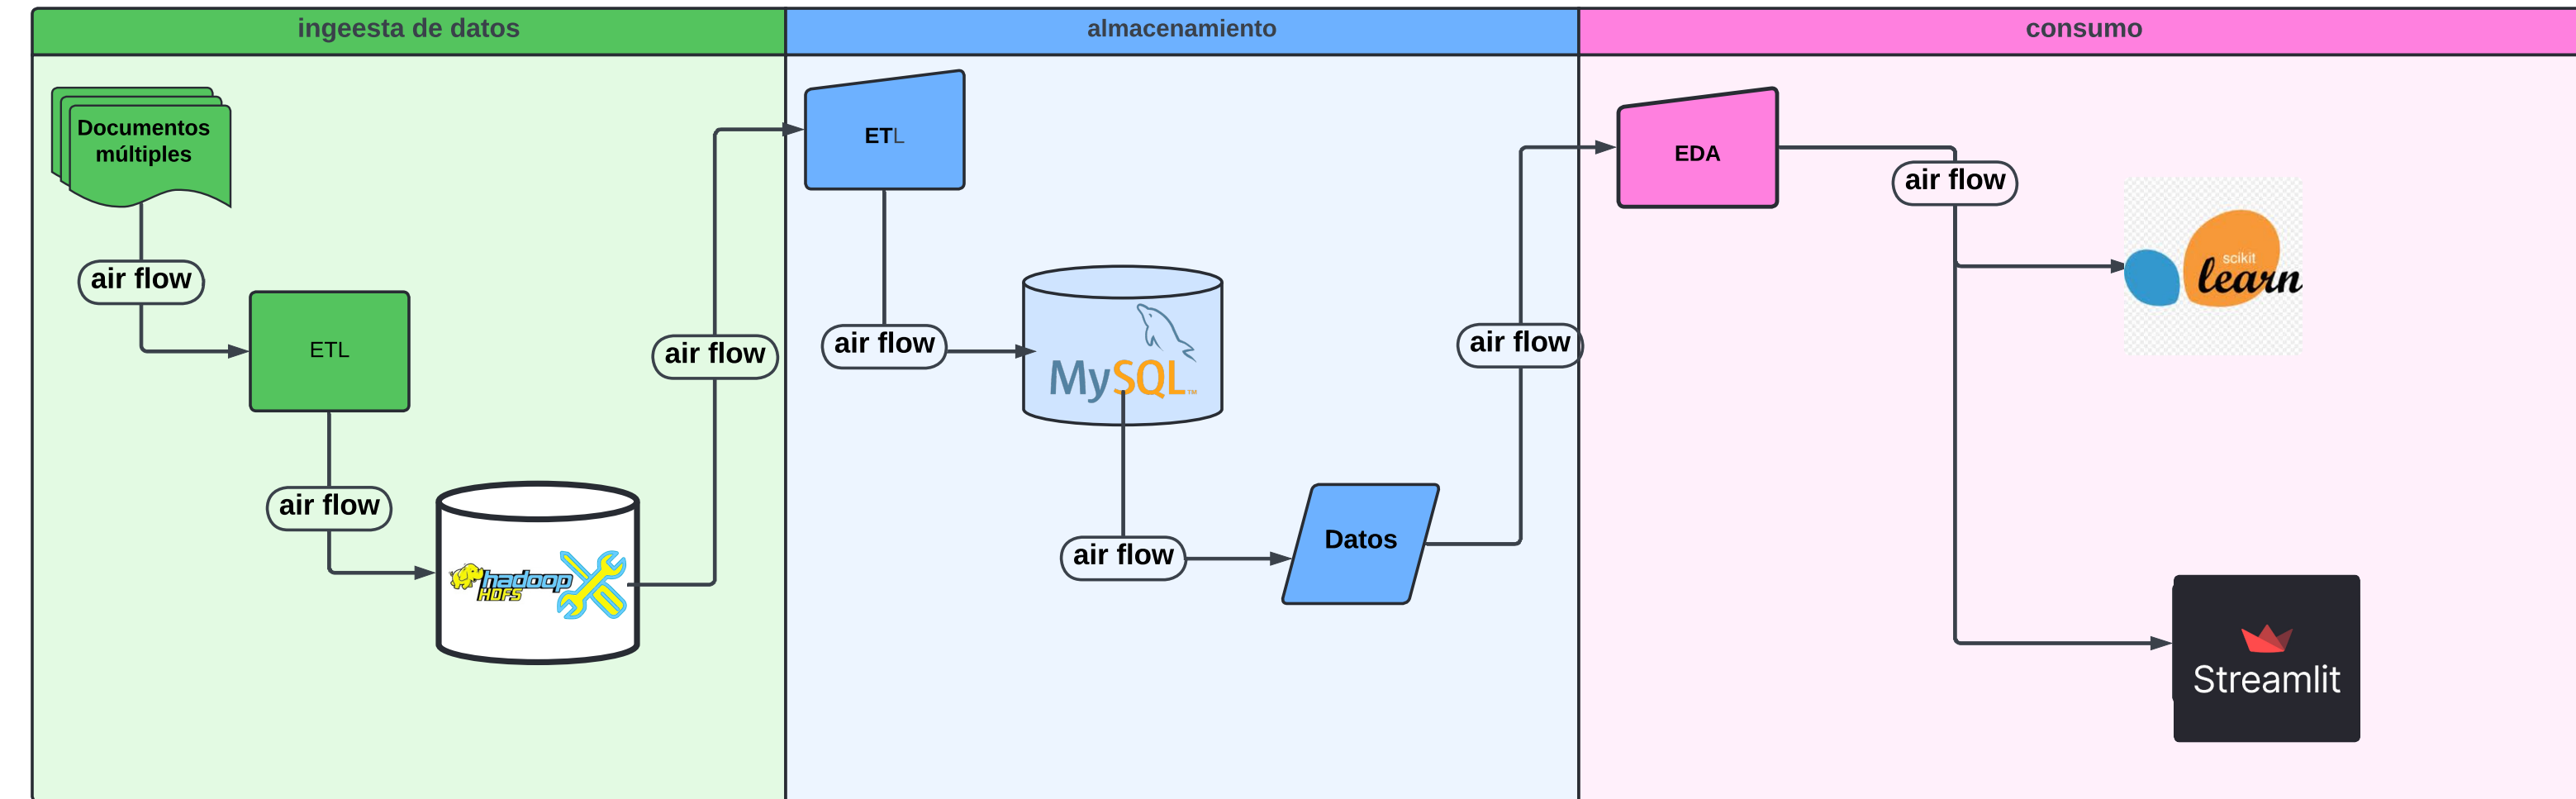 ingeesta de datos
almacenamiento
consumo
Documentos
múltiples
air flow
ETL
air flow
hadoop
HDFS
air flow
ETL
air flow
MySQL™
air flow
Datos
air flow
EDA
air flow
scikit
learn
Streamlit